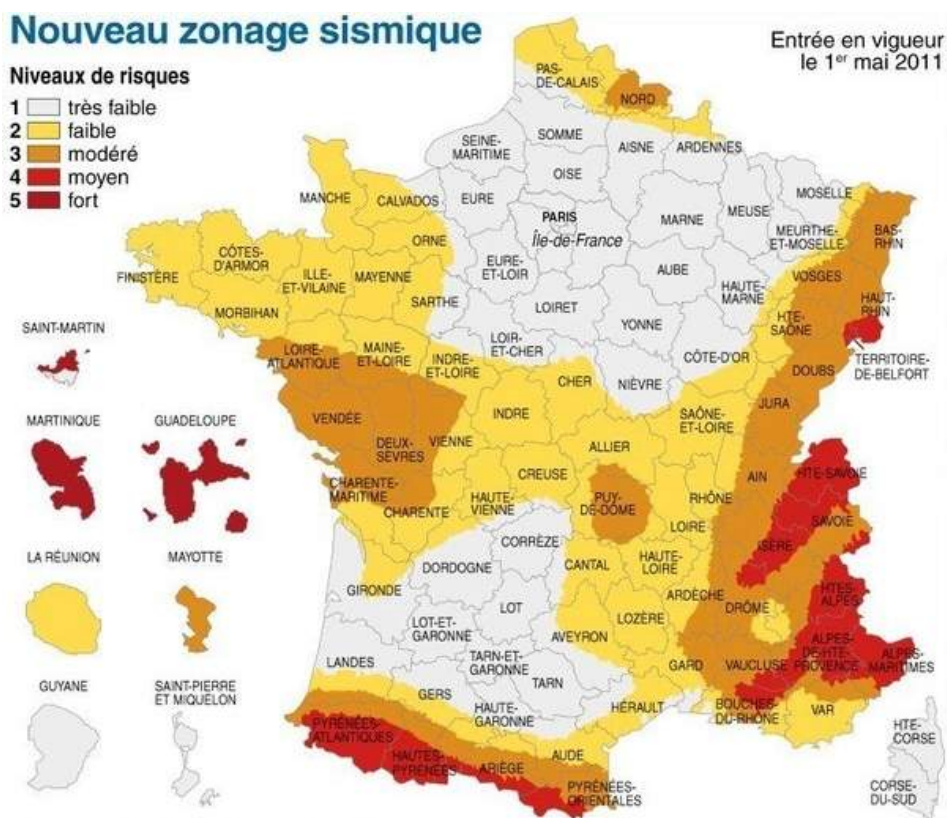 Nouveau zonage sismique
Entrée en vigueur
le 1er mai 2011
Niveaux de risques
1 très faible
2 faible
3 modéré
4 moyen
5 fort
PAS-
DE-CALAIS
NORD
SOMME
SEINE-
MARITIME
AISNE
ARDENNES
OISE
MANCHE
CALVADOS
EURE
PARIS
Île-de-France
MARNE
MEUSE
MOSELLE
MEURTHE-
ET-MOSELLE
BAS-
RHIN
ORNE
CÔTES-
D'ARMOR
FINISTÈRE
ILLE-
ET-VILAINE
MAYENNE
EURE-
ET-LOIR
AUBE
HAUTE-
MARNE
VOSGES
HAUT-
RHIN
MORBIHAN
SARTHE
LOIRET
YONNE
HTE-
SAÔNE
TERRITOIRE-
DE-BELFORT
LOIRE-
ATLANTIQUE
MAINE-
ET-LOIRE
INDRE-
ET-LOIRE
LOIR-
ET-CHER
CHER
NIÈVRE
CÔTE-D'OR
DOUBS
JURA
VENDÉE
DEUX-
SÈVRES
VIENNE
INDRE
ALLIER
SAÔNE-
ET-LOIRE
CHARENTE-
MARITIME
CHARENTE
HAUTE-
VIENNE
CREUSE
PUY-
DE-DÔME
RHÔNE
LOIRE
AIN
HTE-SAVOIE
SAVOIE
ISÈRE
CORRÈZE
DORDOGNE
GIRONDE
CANTAL
HAUTE-
LOIRE
ARDÈCHE
DRÔME
HTES-
ALPES
LOT
LOT-ET-
GARONNE
AVEYRON
LOZÈRE
TARN-ET-
GARONNE
TARN
GARD
VAUCLUSE
ALPES-
DE-HTE-
PROVENCE
ALPES-
MARITIMES
LANDES
GERS
HAUTE-
GARONNE
HÉRAULT
BOUCHES-
DU-RHÔNE
VAR
PYRÉNÉES-
ATLANTIQUES
HAUTES-
PYRÉNÉES
ARIÈGE
AUDE
PYRÉNÉES-
ORIENTALES
HTE-
CORSE
CORSE-
DU-SUD
SAINT-MARTIN
MARTINIQUE
GUADELOUPE
LA RÉUNION
MAYOTTE
GUYANE
SAINT-PIERRE
ET MIQUELON